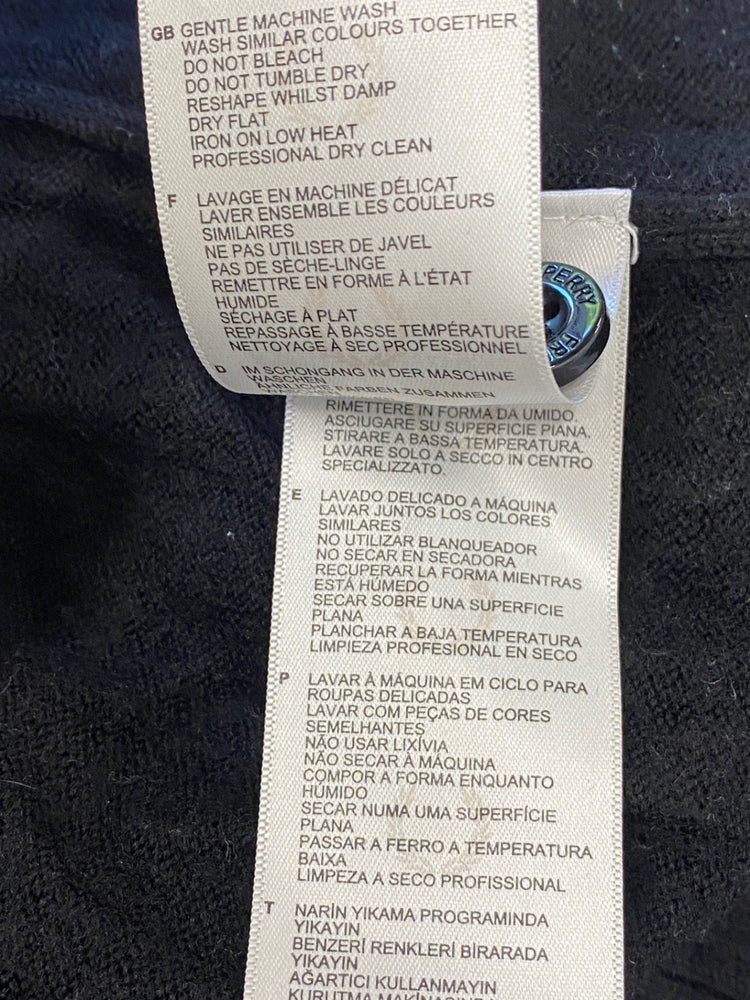 GB GENTLE MACHINE WASH
WASH SIMILAR COLOURS TOGETHER
DO NOT BLEACH
DO NOT TUMBLE DRY
RESHAPE WHILST DAMP
DRY FLAT
IRON ON LOW HEAT
PROFESSIONAL DRY CLEAN
F LAVAGE EN MACHINE DÉLICAT
LAVER ENSEMBLE LES COULEURS
SIMILAIRES
NE PAS UTILISER DE JAVEL
PAS DE SÈCHE-LINGE
REMETTRE EN FORME À L'ÉTAT
HUMIDE
SÉCHAGE À PLAT
REPASSAGE À BASSE TEMPÉRATURE
NETTOYAGE À SEC PROFESSIONNEL
D IM SCHONGANG IN DER MASCHINE
WASCHEN
ÄHNLICHE FARBEN ZUSAMMEN
PERRY
FR
RIMETTERE IN FORMA DA UMIDO.
ASCIUGARE SU SUPERFICIE PIANA.
STIRARE A BASSA TEMPERATURA.
LAVARE SOLO A SECCO IN CENTRO
SPECIALIZZATO.
E LAVADO DELICADO A MÁQUINA
LAVAR JUNTOS LOS COLORES
SIMILARES
NO UTILIZAR BLANQUEADOR
NO SECAR EN SECADORA
RECUPERAR LA FORMA MIENTRAS
ESTÁ HÚMEDO
SECAR SOBRE UNA SUPERFICIE
PLANA
PLANCHAR A BAJA TEMPERATURA
LIMPIEZA PROFESIONAL EN SECO
P LAVAR À MÁQUINA EM CICLO PARA
ROUPAS DELICADAS
LAVAR COM PEÇAS DE CORES
SEMELHANTES
NÃO USAR LIXÍVIA
NÃO SECAR À MÁQUINA
COMPOR A FORMA ENQUANTO
HÚMIDO
SECAR NUMA UMA SUPERFÍCIE
PLANA
PASSAR A FERRO A TEMPERATURA
BAIXA
LIMPEZA A SECO PROFISSIONAL
T NARİN YIKAMA PROGRAMINDA
YIKAYIN
BENZERİ RENKLERİ BİRARADA
YIKAYIN
AĞARTICI KULLANMAYIN
KURUTMA